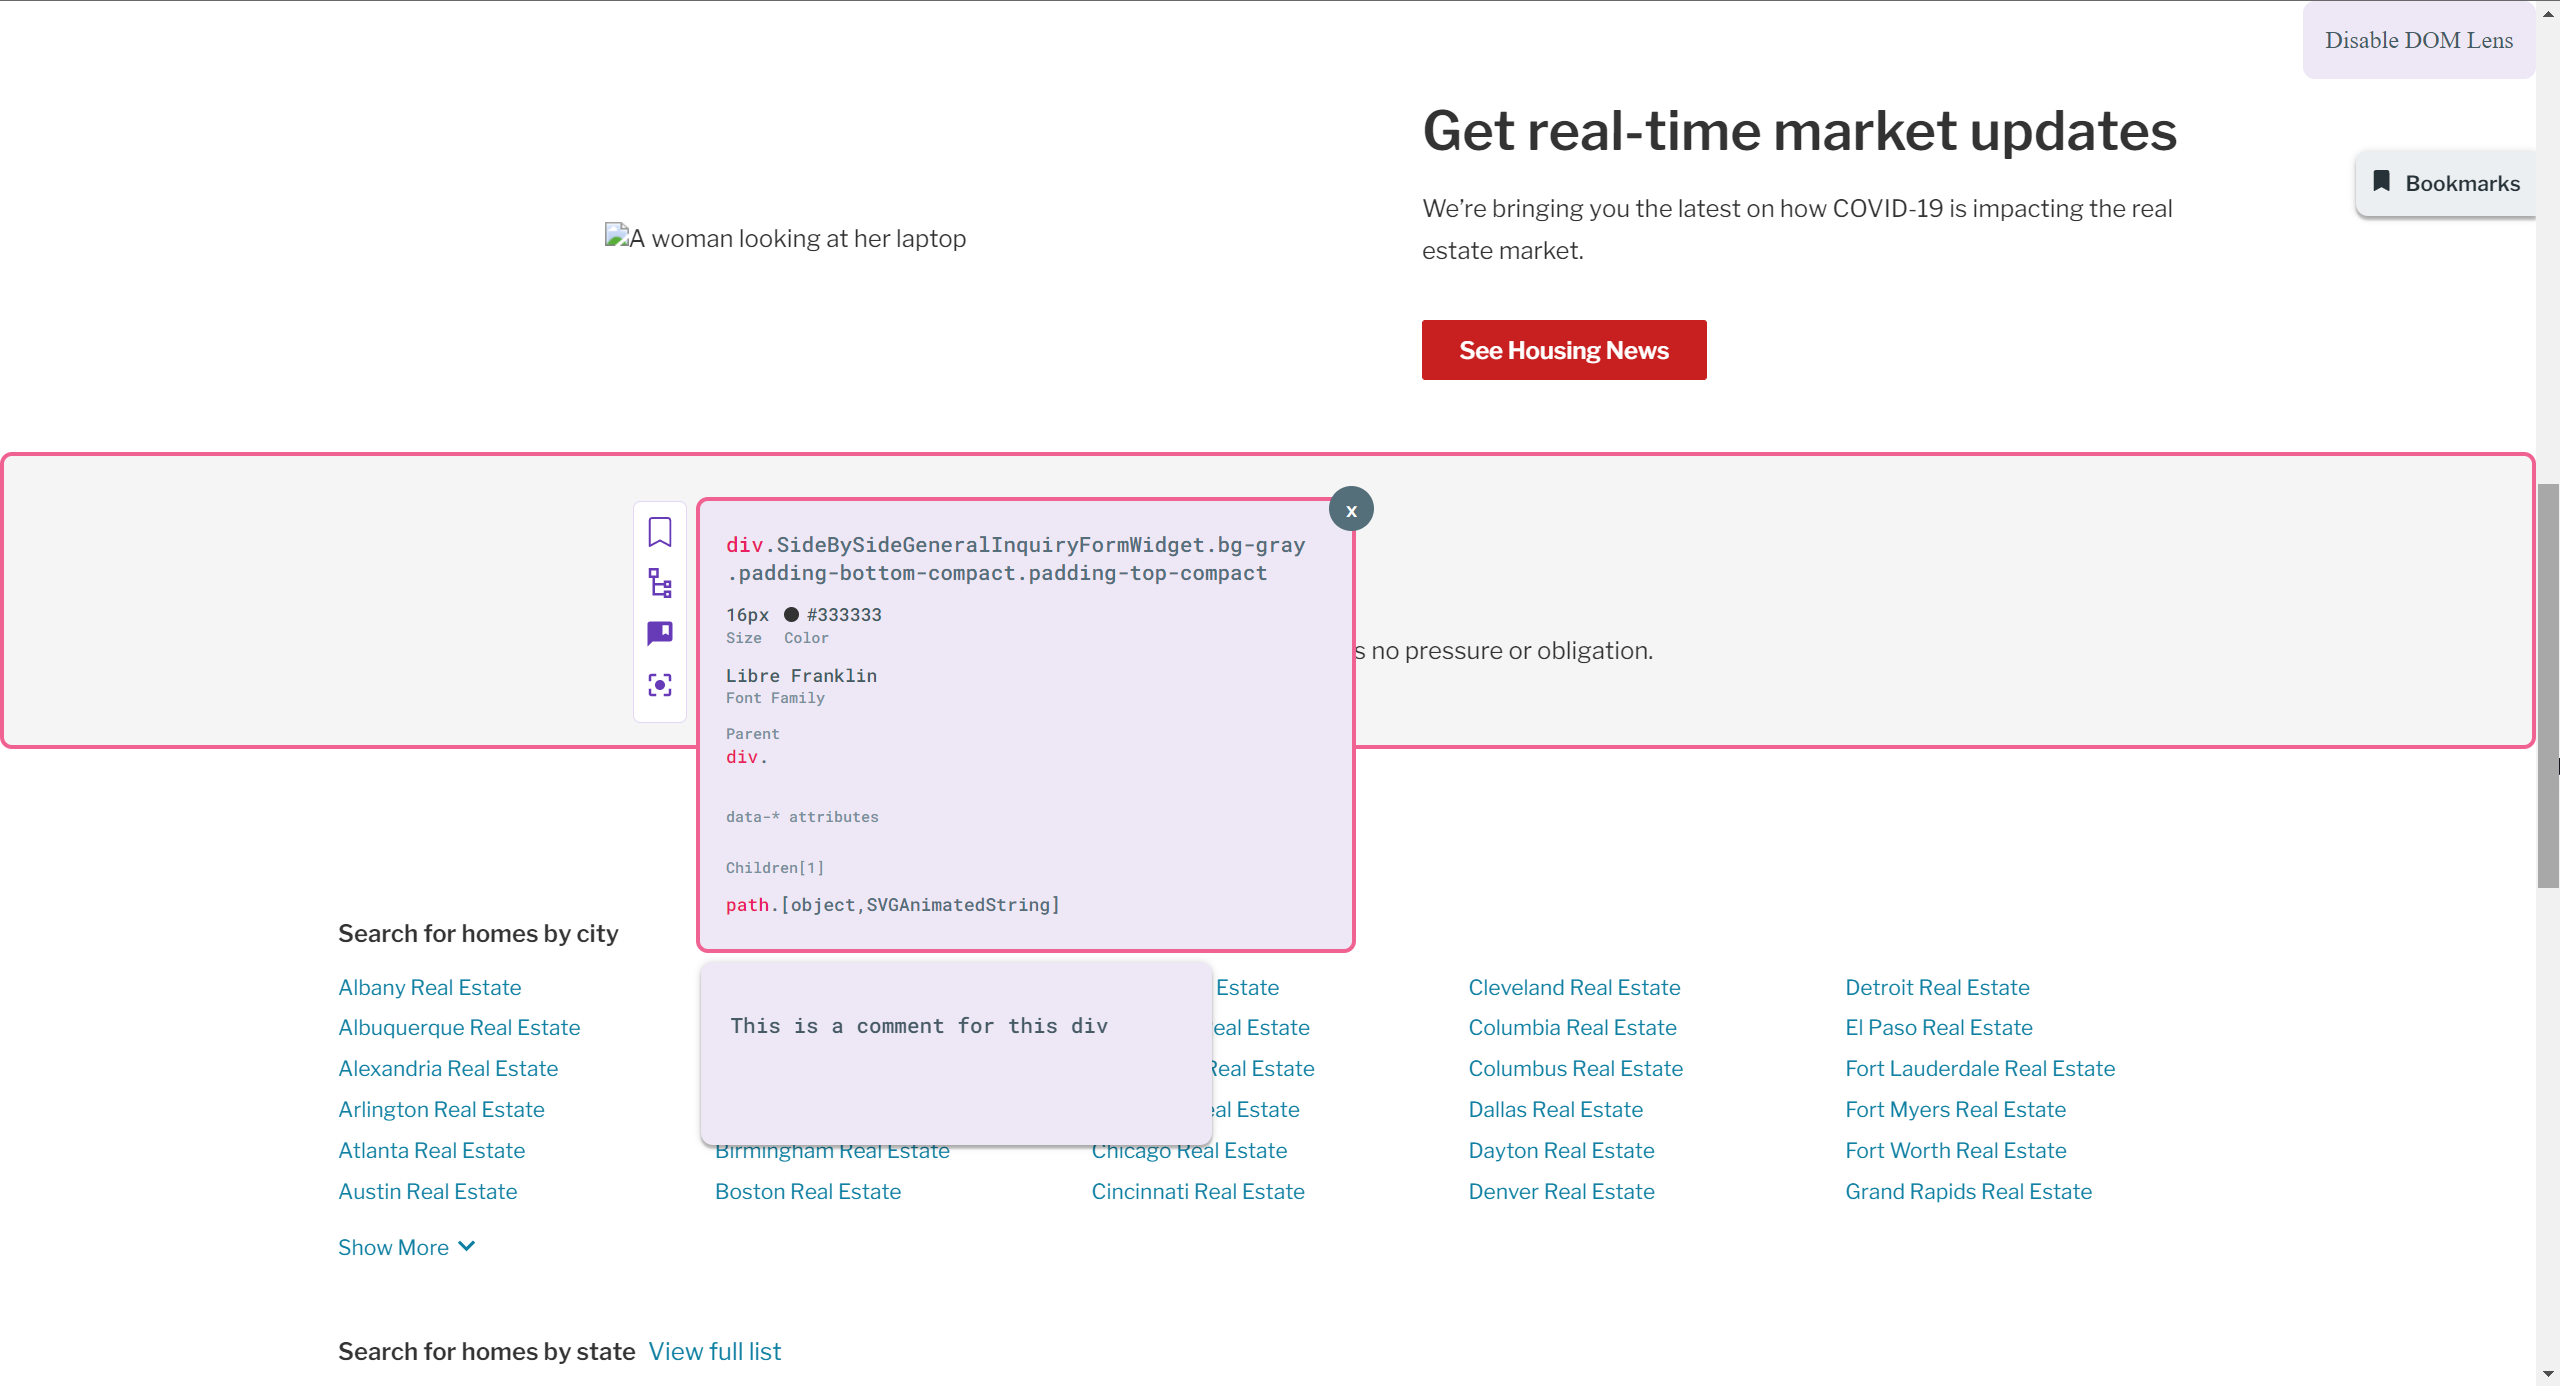 Disable DOM Lens
Get real-time market updates
Bookmarks
We’re bringing you the latest on how COVID-19 is impacting the real
estate market.
A woman looking at her laptop
See Housing News
x
div.SideBySideGeneralInquiryFormWidget.bg-gray
.padding-bottom-compact.padding-top-compact
16px #333333
Size Color
no pressure or obligation.
Libre Franklin
Font Family
Parent
div.
data-* attributes
Children[1]
path.[object,SVGAnimatedString]
Search for homes by city
Albany Real Estate
Albuquerque Real Estate
Alexandria Real Estate
Arlington Real Estate
Atlanta Real Estate
Austin Real Estate
This is a comment for this div
Birmingham Real Estate
Boston Real Estate
Estate
Real Estate
Real Estate
Real Estate
Chicago Real Estate
Cincinnati Real Estate
Cleveland Real Estate
Columbia Real Estate
Columbus Real Estate
Dallas Real Estate
Dayton Real Estate
Denver Real Estate
Detroit Real Estate
El Paso Real Estate
Fort Lauderdale Real Estate
Fort Myers Real Estate
Fort Worth Real Estate
Grand Rapids Real Estate
Show More
Search for homes by state View full list